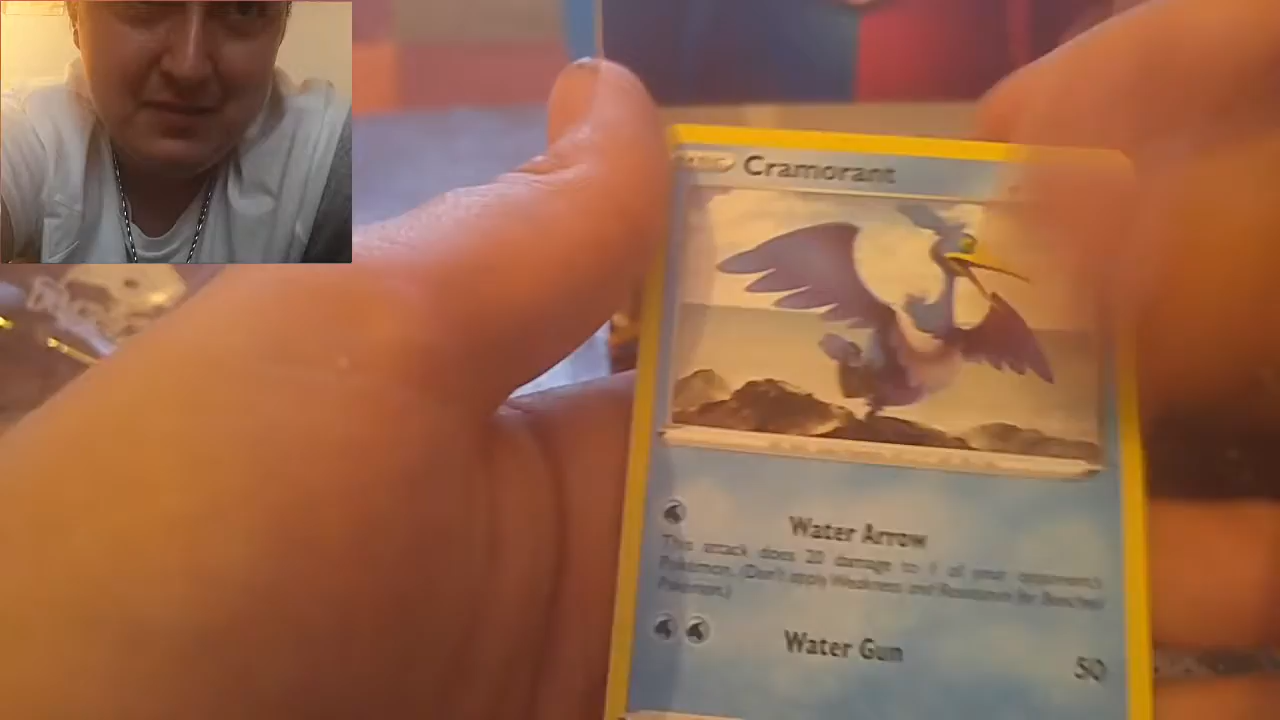 BASIC Cramorant
Water Arrow
This attack does 20 damage to 1 of your opponent's
Pokémon. (Don't apply Weakness and Resistance for Benched
Pokémon.)
Water Gun 50